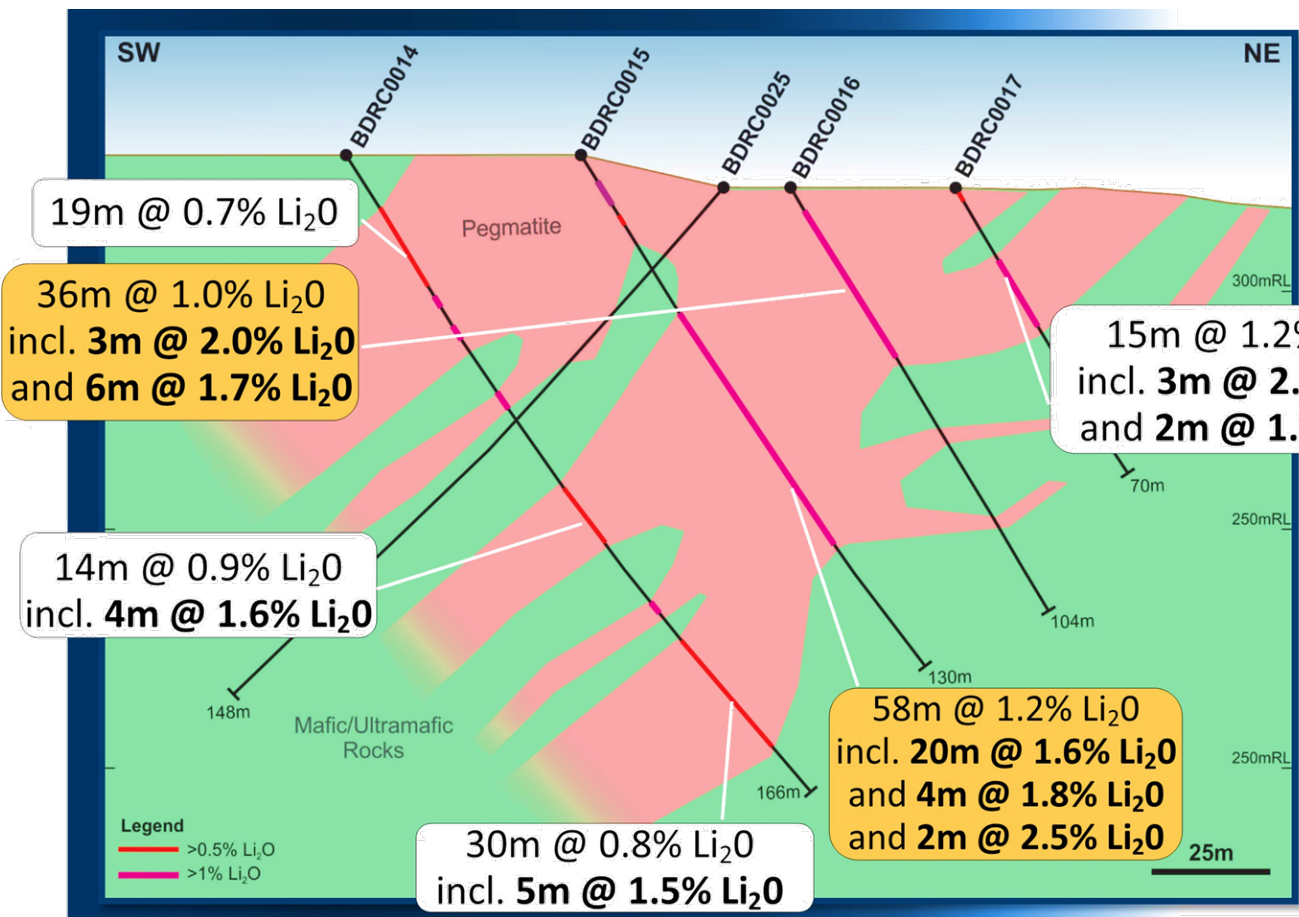 SW
NE
BDRC0014
BDRC0015
BDRC0025
BDRC0016
BDRC0017
19m @ 0.7% Li₂0
Pegmatite
36m @ 1.0% Li₂0
incl. 3m @ 2.0% Li₂0
and 6m @ 1.7% Li₂0
300mRL
15m @ 1.2%
incl. 3m @ 2.
and 2m @ 1.
70m
250mRL
14m @ 0.9% Li₂0
incl. 4m @ 1.6% Li₂0
104m
130m
148m
Mafic/Ultramafic
Rocks
58m @ 1.2% Li₂0
incl. 20m @ 1.6% Li₂0
and 4m @ 1.8% Li₂0
and 2m @ 2.5% Li₂0
250mRL
166m
Legend
>0.5% Li₂O
>1% Li₂O
30m @ 0.8% Li₂0
incl. 5m @ 1.5% Li₂0
25m